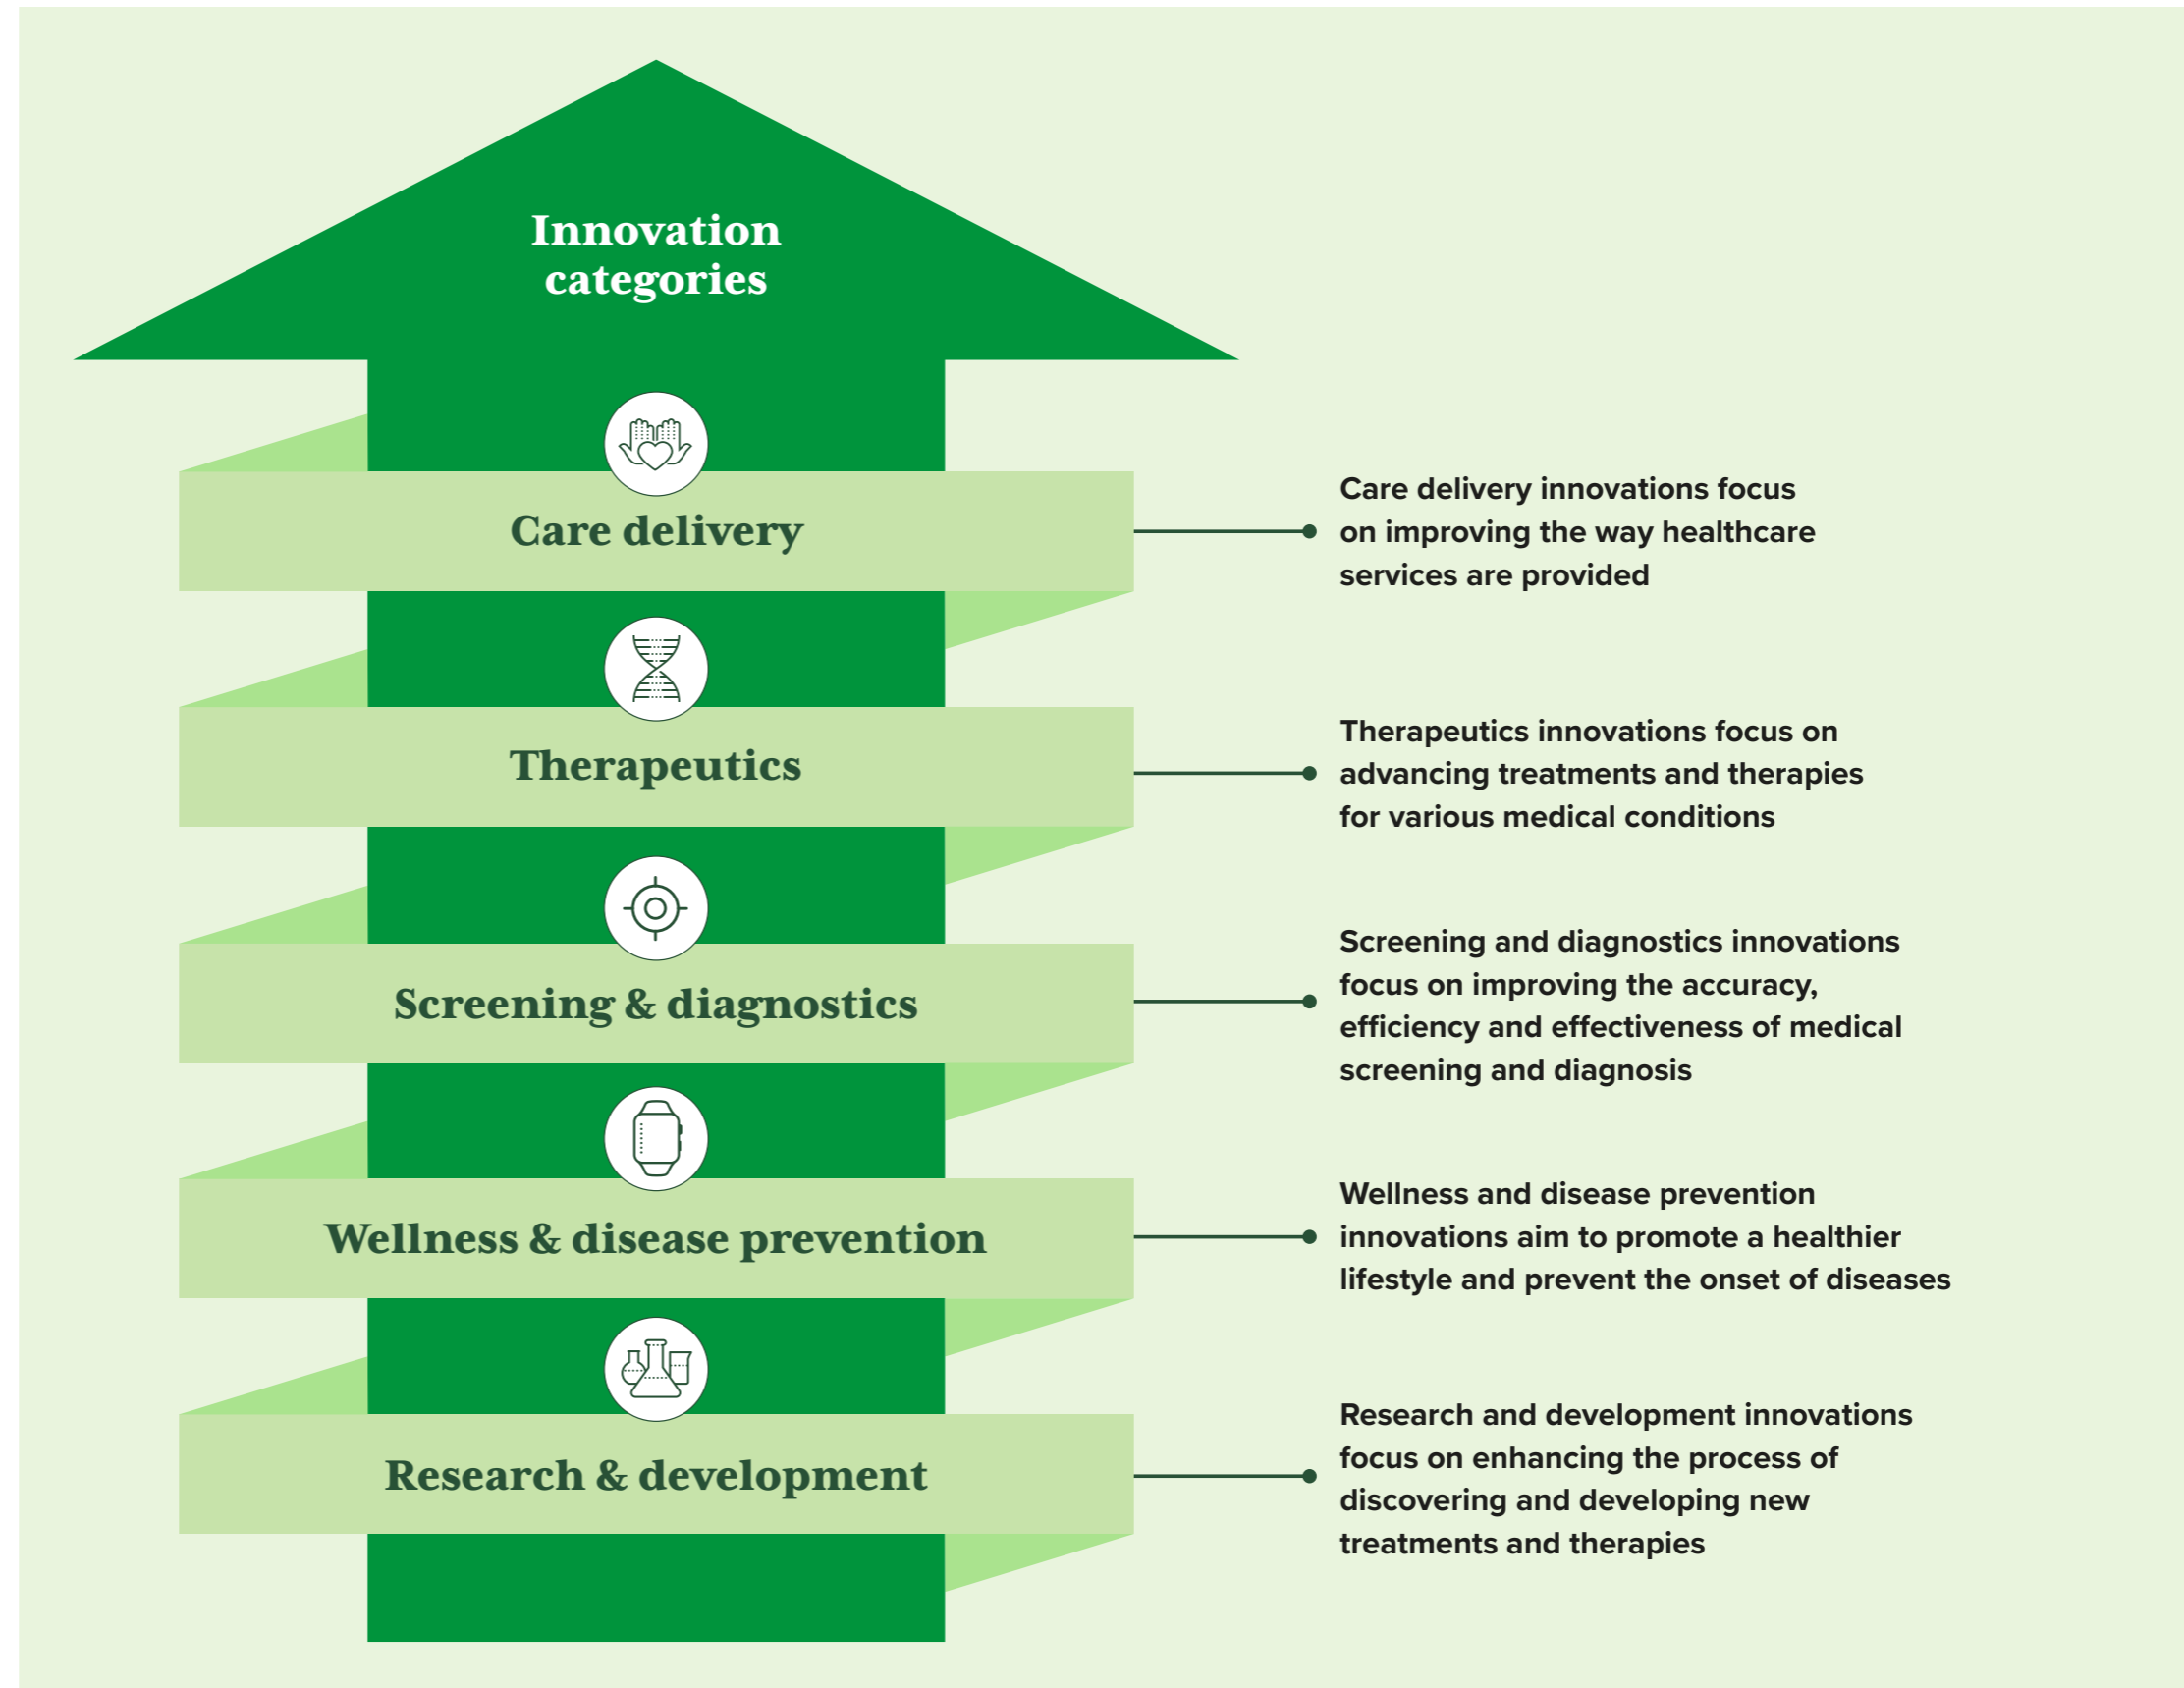 Innovation
categories
Care delivery
Care delivery innovations focus
on improving the way healthcare
services are provided
Therapeutics
Therapeutics innovations focus on
advancing treatments and therapies
for various medical conditions
Screening & diagnostics
Screening and diagnostics innovations
focus on improving the accuracy,
efficiency and effectiveness of medical
screening and diagnosis
Wellness & disease prevention
Wellness and disease prevention
innovations aim to promote a healthier
lifestyle and prevent the onset of diseases
Research & development
Research and development innovations
focus on enhancing the process of
discovering and developing new
treatments and therapies